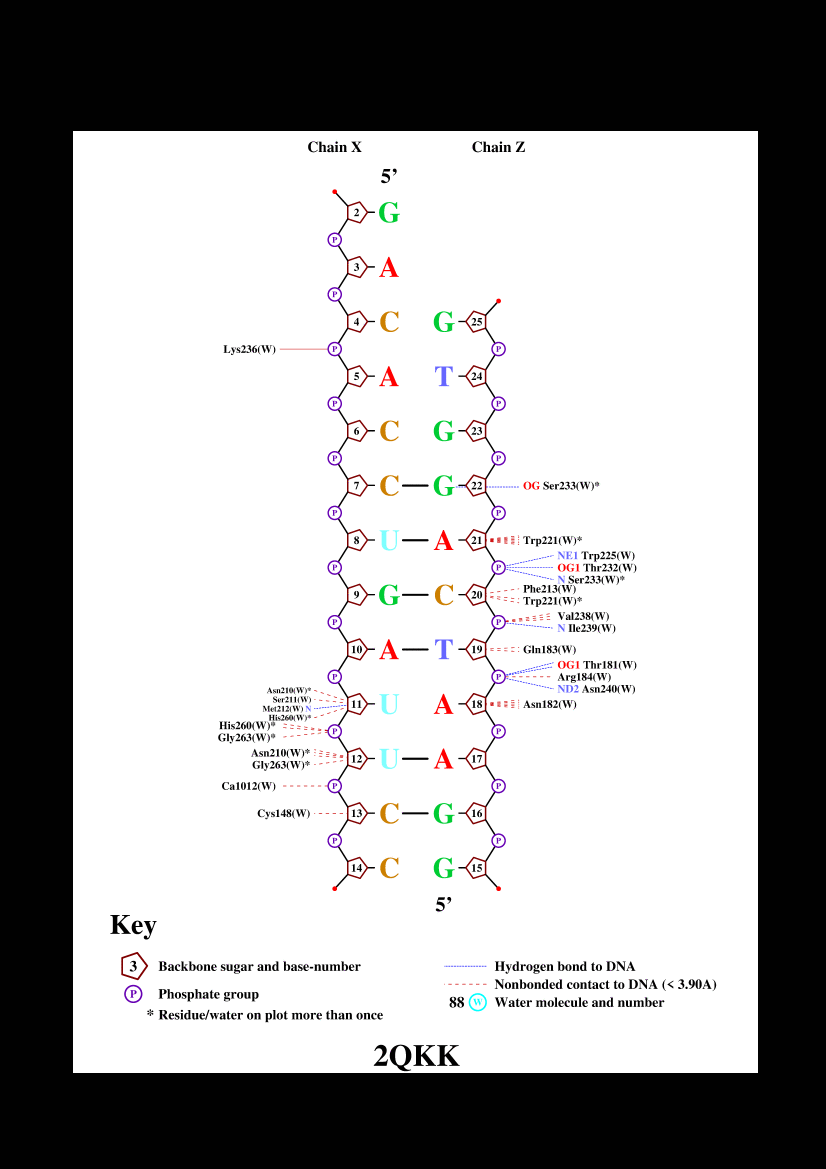 Chain X Chain Z
5’
2 G
P
3 A
P
4 C G 25
Lys236(W) P P
5 A T 24
P P
6 C G 23
P P
7 C G 22 OG Ser233(W)*
P P
8 U A 21 Trp221(W)*
NE1 Trp225(W)
P P OG1 Thr232(W)
N Ser233(W)*
Phe213(W)
9 G C 20
Trp221(W)*
Val238(W)
P P
N Ile239(W)
10 A T 19 Gln183(W)
OG1 Thr181(W)
P P Arg184(W)
ND2 Asn240(W)
Asn210(W)*
Ser211(W)
11 U A 18 Asn182(W)
Met212(W) N
His260(W)*
His260(W)*
P P
Gly263(W)*
Asn210(W)*
12 U A 17
Gly263(W)*
Ca1012(W) P P
Cys148(W) 13 C G 16
P P
14 C G 15
5’
Key
3 Backbone sugar and base-number
P Phosphate group
* Residue/water on plot more than once
Hydrogen bond to DNA
Nonbonded contact to DNA (< 3.90A)
88 W Water molecule and number
2QKK